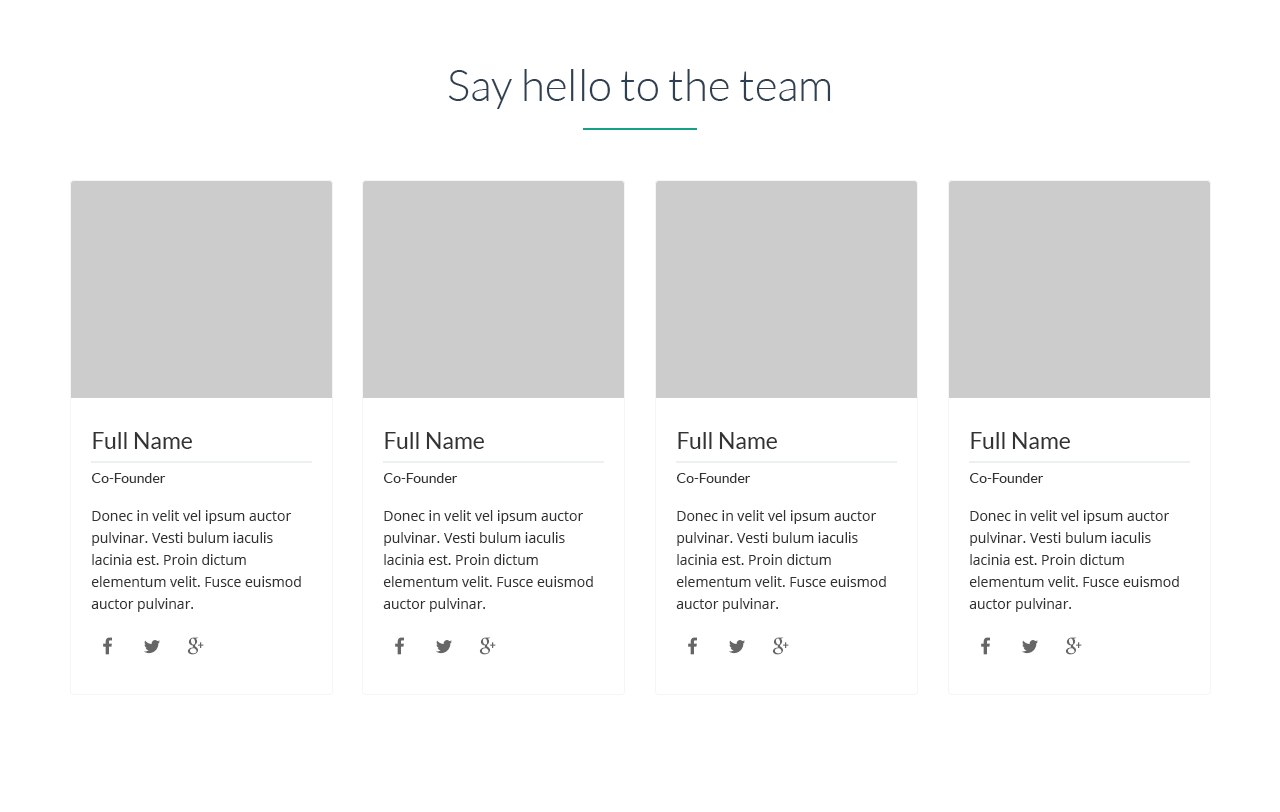 Say hello to the team
Full Name
Co-Founder
Donec in velit vel ipsum auctor
pulvinar. Vesti bulum iaculis
lacinia est. Proin dictum
elementum velit. Fusce euismod
auctor pulvinar.
Full Name
Co-Founder
Donec in velit vel ipsum auctor
pulvinar. Vesti bulum iaculis
lacinia est. Proin dictum
elementum velit. Fusce euismod
auctor pulvinar.
Full Name
Co-Founder
Donec in velit vel ipsum auctor
pulvinar. Vesti bulum iaculis
lacinia est. Proin dictum
elementum velit. Fusce euismod
auctor pulvinar.
Full Name
Co-Founder
Donec in velit vel ipsum auctor
pulvinar. Vesti bulum iaculis
lacinia est. Proin dictum
elementum velit. Fusce euismod
auctor pulvinar.